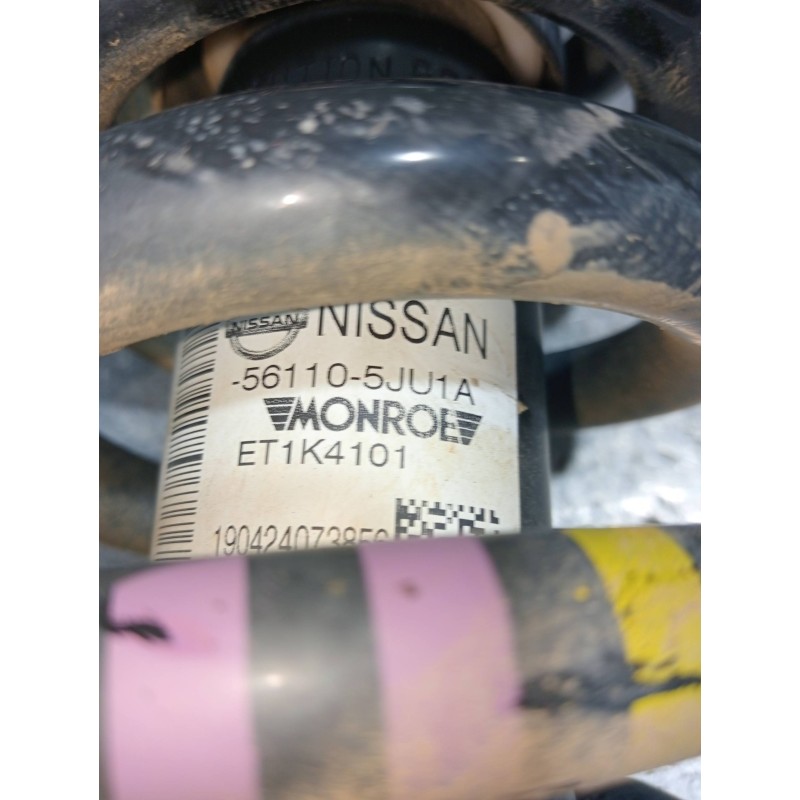 NISSAN NISSAN
-56110-5JU1A
MONROE
ET1K4101